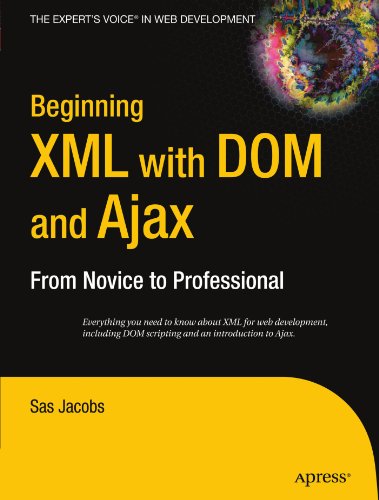 THE EXPERT'S VOICE® IN WEB DEVELOPMENT
Beginning
XML with DOM
and Ajax
From Novice to Professional
Everything you need to know about XML for web development,
including DOM scripting and an introduction to Ajax.
Sas Jacobs
Apress®